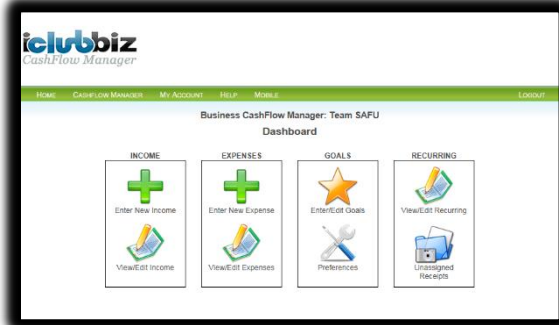 iclubbiz
CashFlow Manager
HOME CASHFLOW MANAGER MY ACCOUNT HELP MOBILE LOGOUT
Business CashFlow Manager: Team SAFU
Dashboard
INCOME EXPENSES GOALS RECURRING
Enter New Income Enter New Expense Enter/Edit Goals View/Edit Recurring
View/Edit Income View/Edit Expenses Preferences Unassigned
Receipts